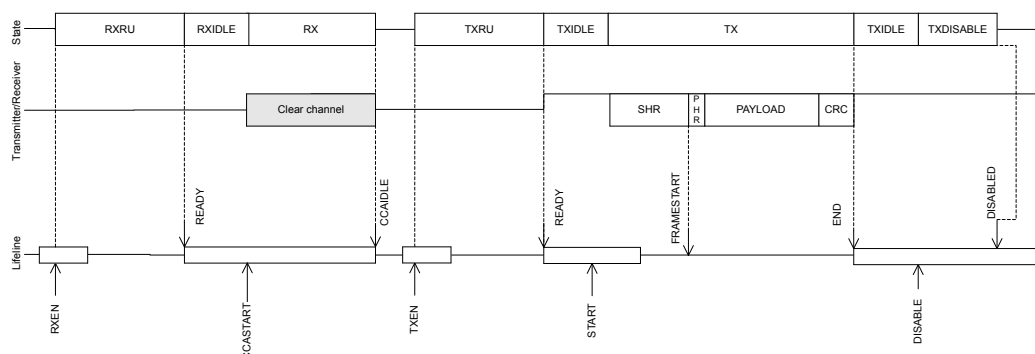 State
RXRU
RXIDLE
RX
TXRU
TXIDLE
TX
TXIDLE
TXDISABLE
Transmitter/Receiver
Clear channel
SHR
PHR
PAYLOAD
CRC
READY
CCAIDLE
READY
FRAMESTART
END
DISABLED
Lifeline
RXEN
CCASTART
TXEN
START
DISABLE